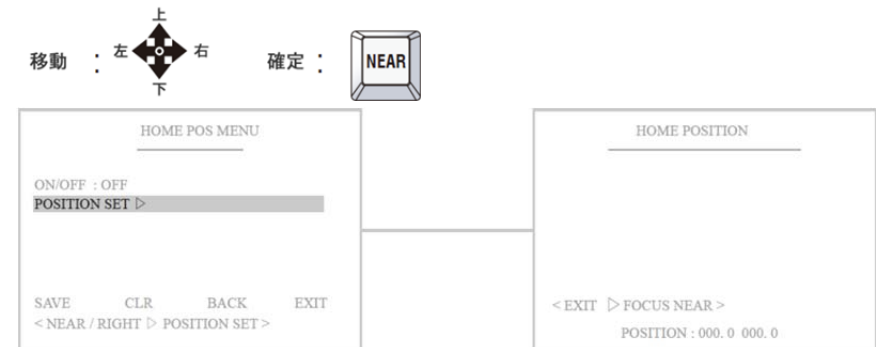 上
移動 : 左 右 確定 : NEAR
下
HOME POS MENU
ON/OFF : OFF
POSITION SET ▷
SAVE CLR BACK EXIT
< NEAR / RIGHT ▷ POSITION SET >
HOME POSITION
< EXIT ▷ FOCUS NEAR >
POSITION : 000. 0 000. 0